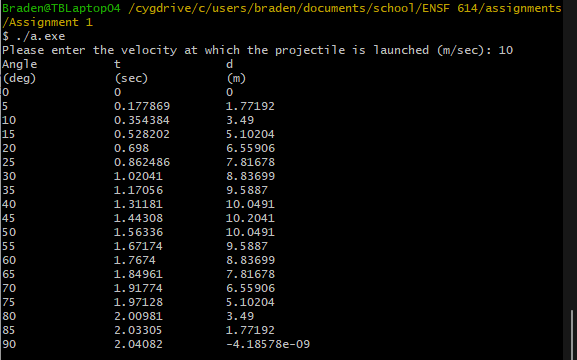 Braden@TBLaptop04 /cygdrive/c/users/braden/documents/school/ENSF 614/assignments
/Assignment 1
$ ./a.exe
Please enter the velocity at which the projectile is launched (m/sec): 10
Angle t d
(deg) (sec) (m)
0 0 0
5 0.177869 1.77192
10 0.354384 3.49
15 0.528202 5.10204
20 0.698 6.55906
25 0.862486 7.81678
30 1.02041 8.83699
35 1.17056 9.5887
40 1.31181 10.0491
45 1.44308 10.2041
50 1.56336 10.0491
55 1.67174 9.5887
60 1.7674 8.83699
65 1.84961 7.81678
70 1.91774 6.55906
75 1.97128 5.10204
80 2.00981 3.49
85 2.03305 1.77192
90 2.04082 -4.18578e-09